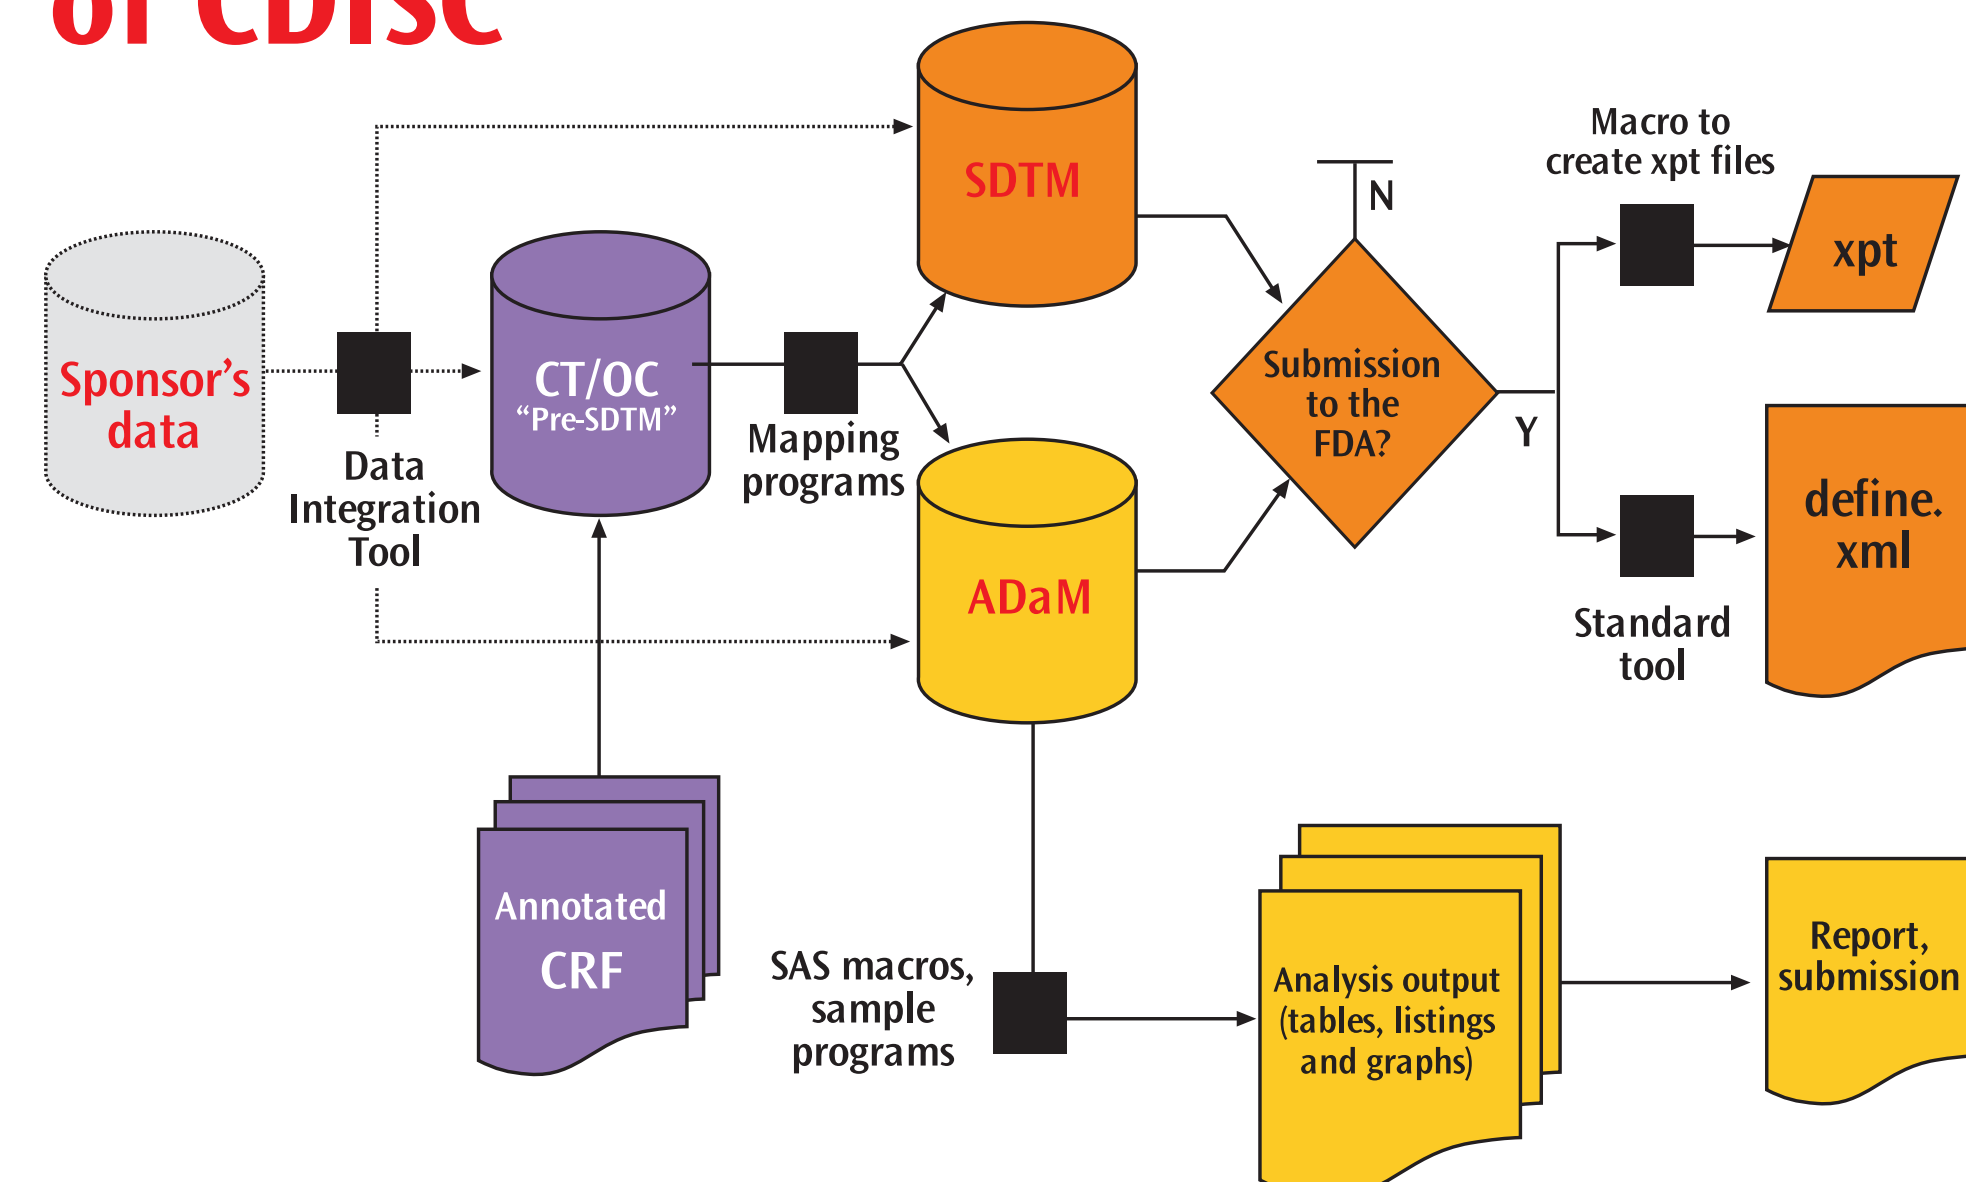 of CDISC
Macro to
create xpt files
SDTM
N
xpt
Sponsor's
data
CT/OC
“Pre-SDTM”
Data
Integration
Tool
Mapping
programs
Submission
to the
FDA?
Y
define.
xml
ADaM
Standard
tool
Annotated
CRF
SAS macros,
sample
programs
Analysis output
(tables, listings
and graphs)
Report,
submission